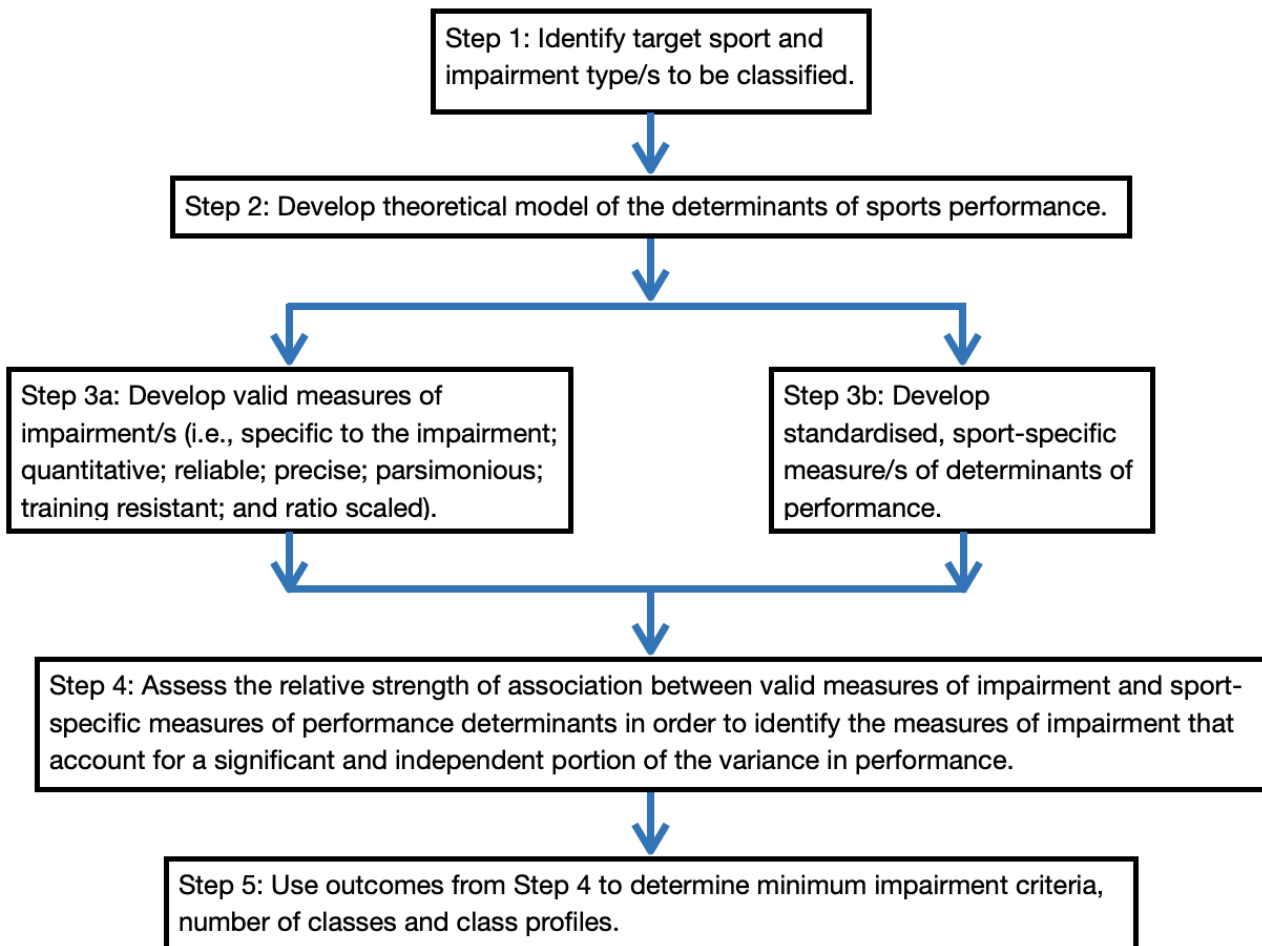 Step 1: Identify target sport and
impairment type/s to be classified.
Step 2: Develop theoretical model of the determinants of sports performance.
Step 3a: Develop valid measures of
impairment/s (i.e., specific to the impairment;
quantitative; reliable; precise; parsimonious;
training resistant; and ratio scaled).
Step 3b: Develop
standardised, sport-specific
measure/s of determinants of
performance.
Step 4: Assess the relative strength of association between valid measures of impairment and sport-
specific measures of performance determinants in order to identify the measures of impairment that
account for a significant and independent portion of the variance in performance.
Step 5: Use outcomes from Step 4 to determine minimum impairment criteria,
number of classes and class profiles.